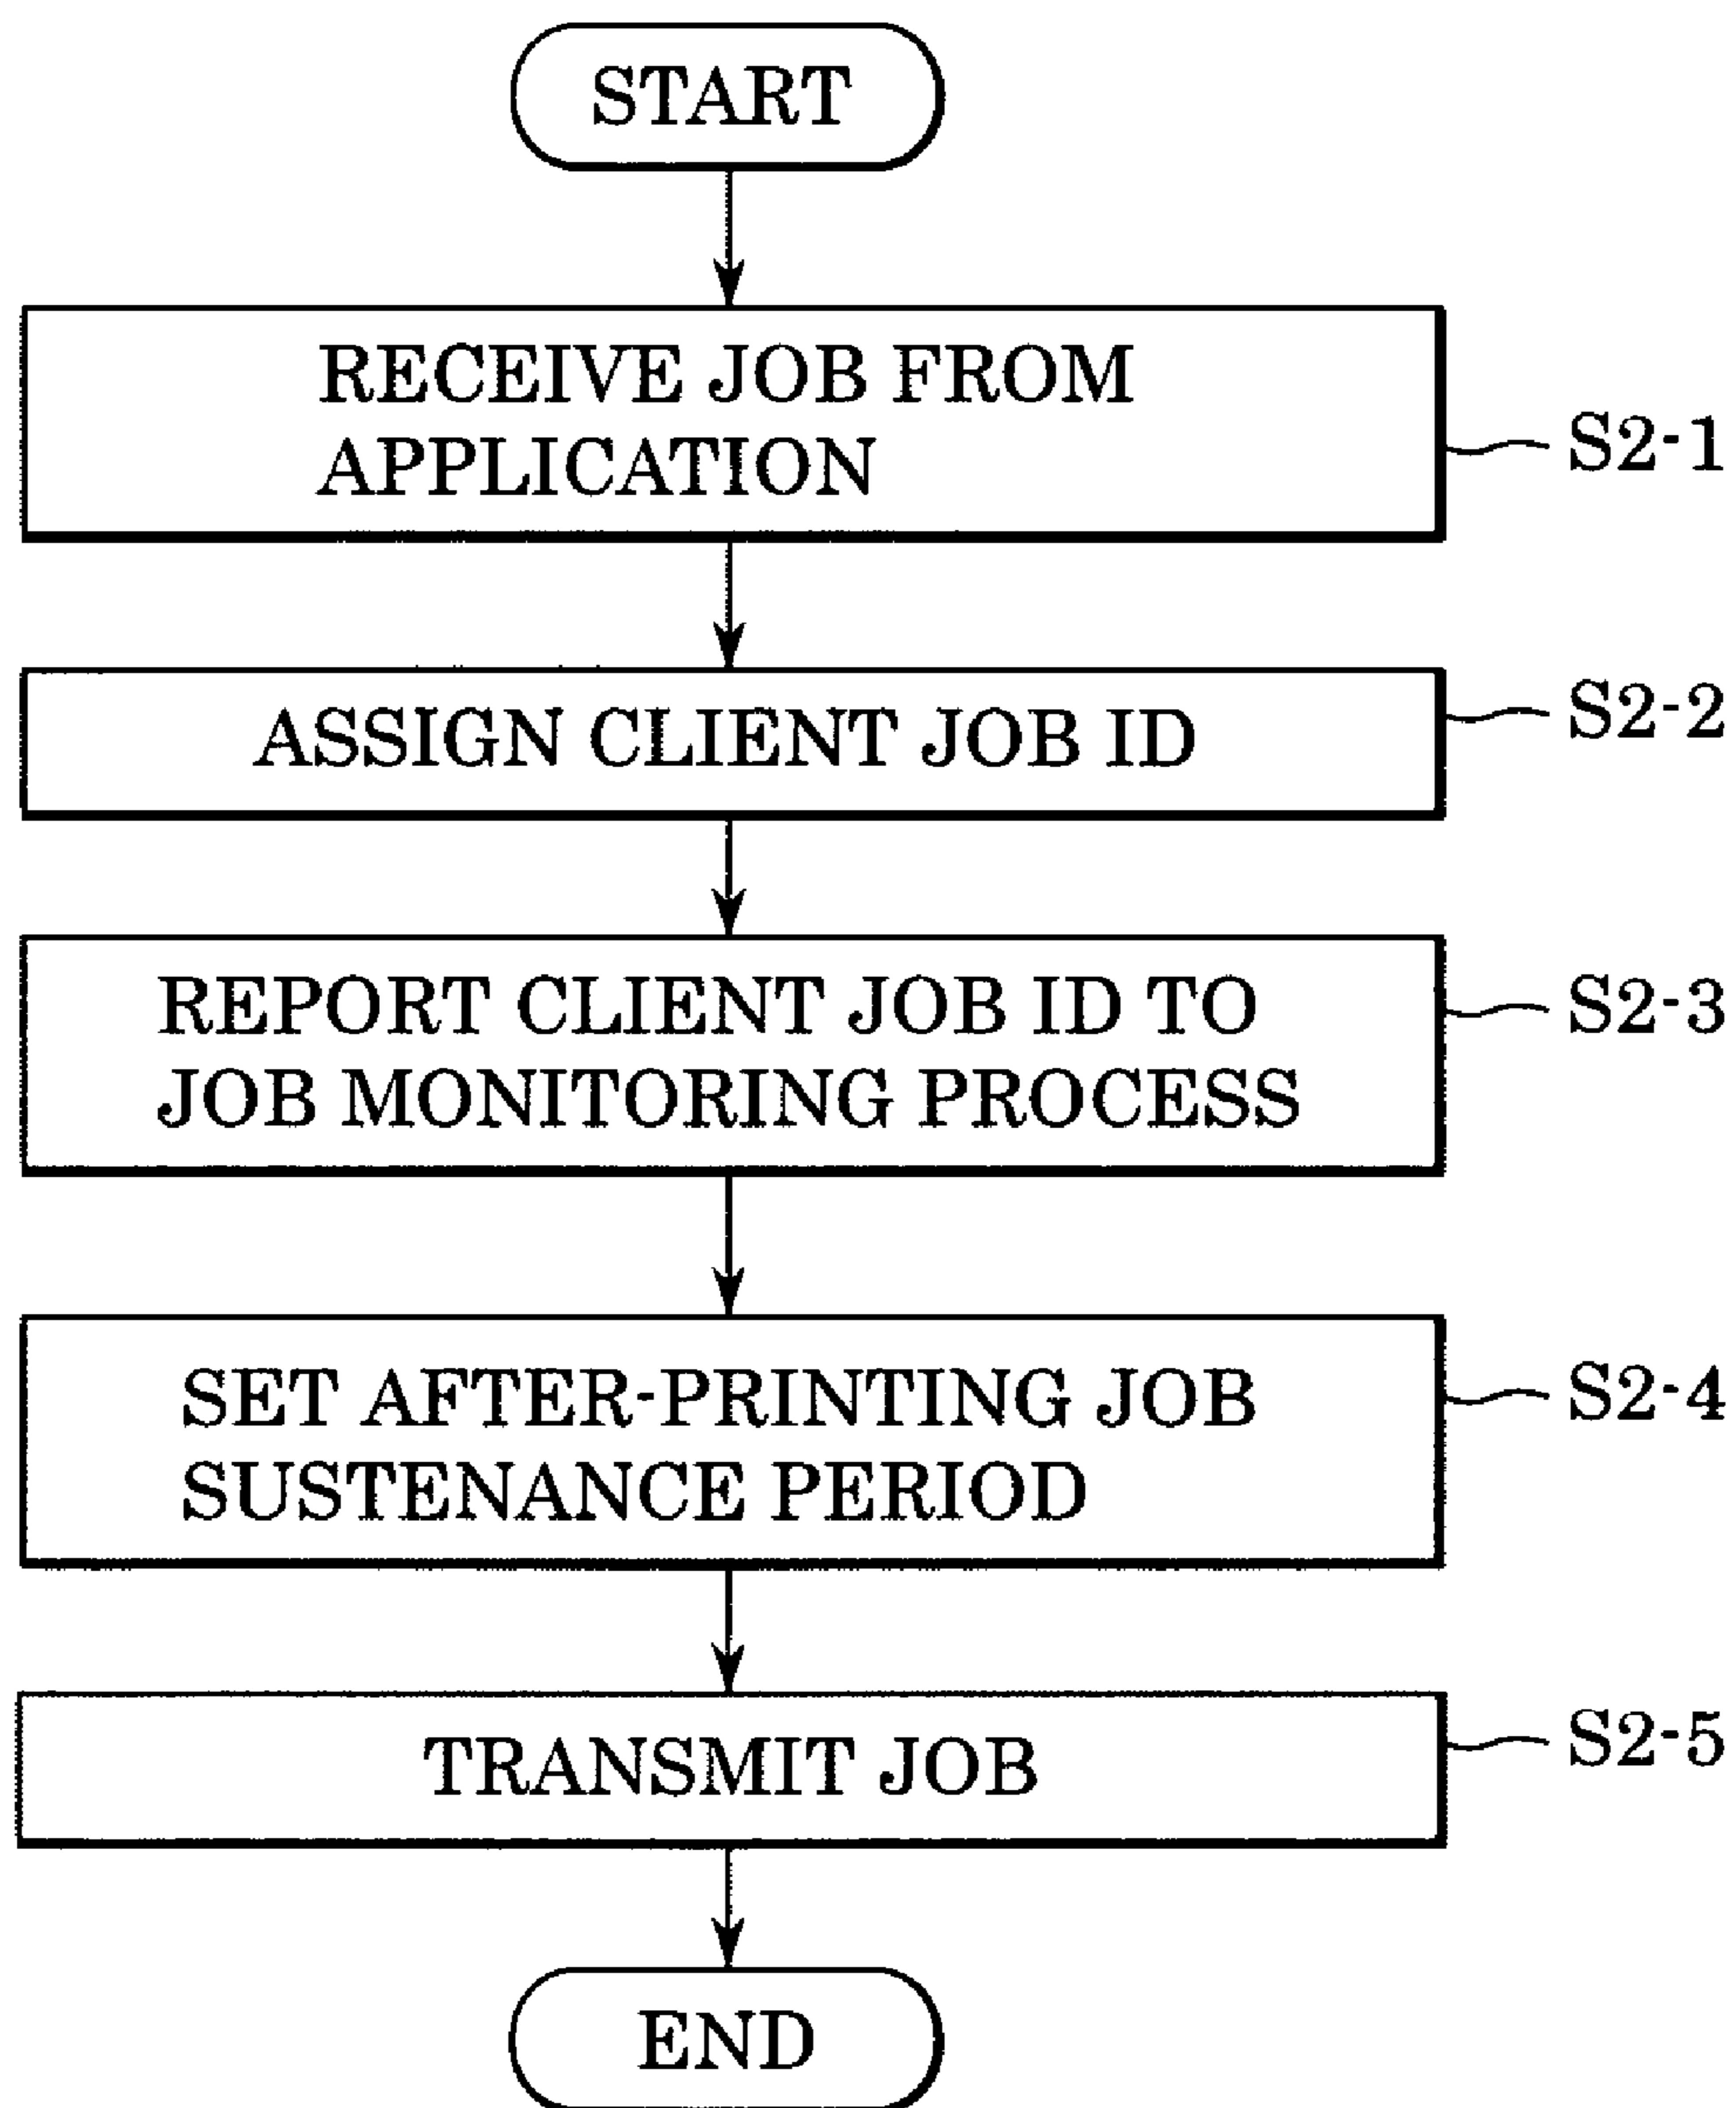 START
RECEIVE JOB FROM
APPLICATION
S2-1
ASSIGN CLIENT JOB ID
S2-2
REPORT CLIENT JOB ID TO
JOB MONITORING PROCESS
S2-3
SET AFTER-PRINTING JOB
SUSTENANCE PERIOD
S2-4
TRANSMIT JOB
S2-5
END